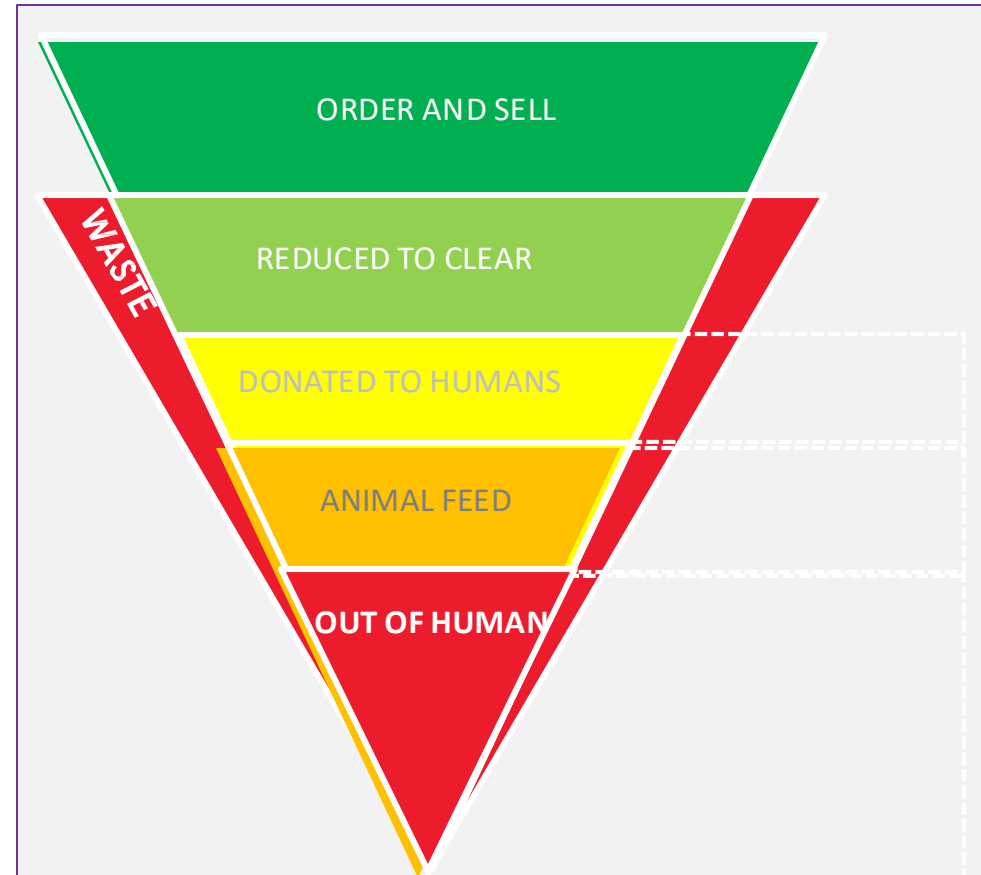 ORDER AND SELL
WASTE
REDUCED TO CLEAR
DONATED TO HUMANS
ANIMAL FEED
OUT OF HUMAN